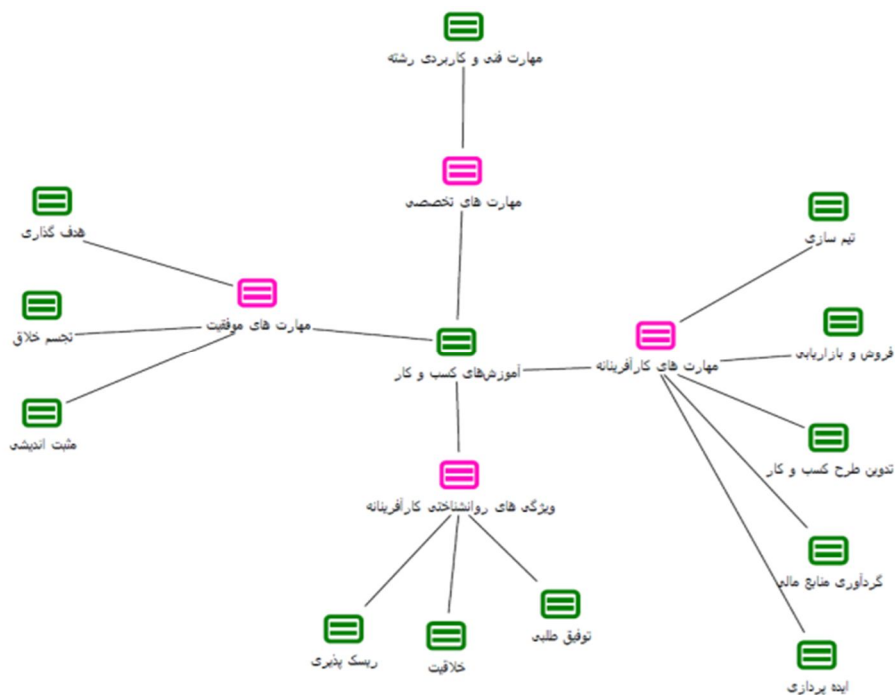 مهارت فنی و کاربردی رشته
مهارت های تخصصی
هدف گذاری
تیم سازی
مهارت های موفقیت
تجسم خلاق
فروش و بازاریابی
مهارت های کارآفرینانه
آموزش‌های کسب و کار
مثبت اندیشی
تدوین طرح کسب و کار
ویژگی های روانشناختی کارآفرینانه
گردآوری منابع مالی
توفیق طلبی
ریسک پذیری
خلاقیت
ایده پردازی